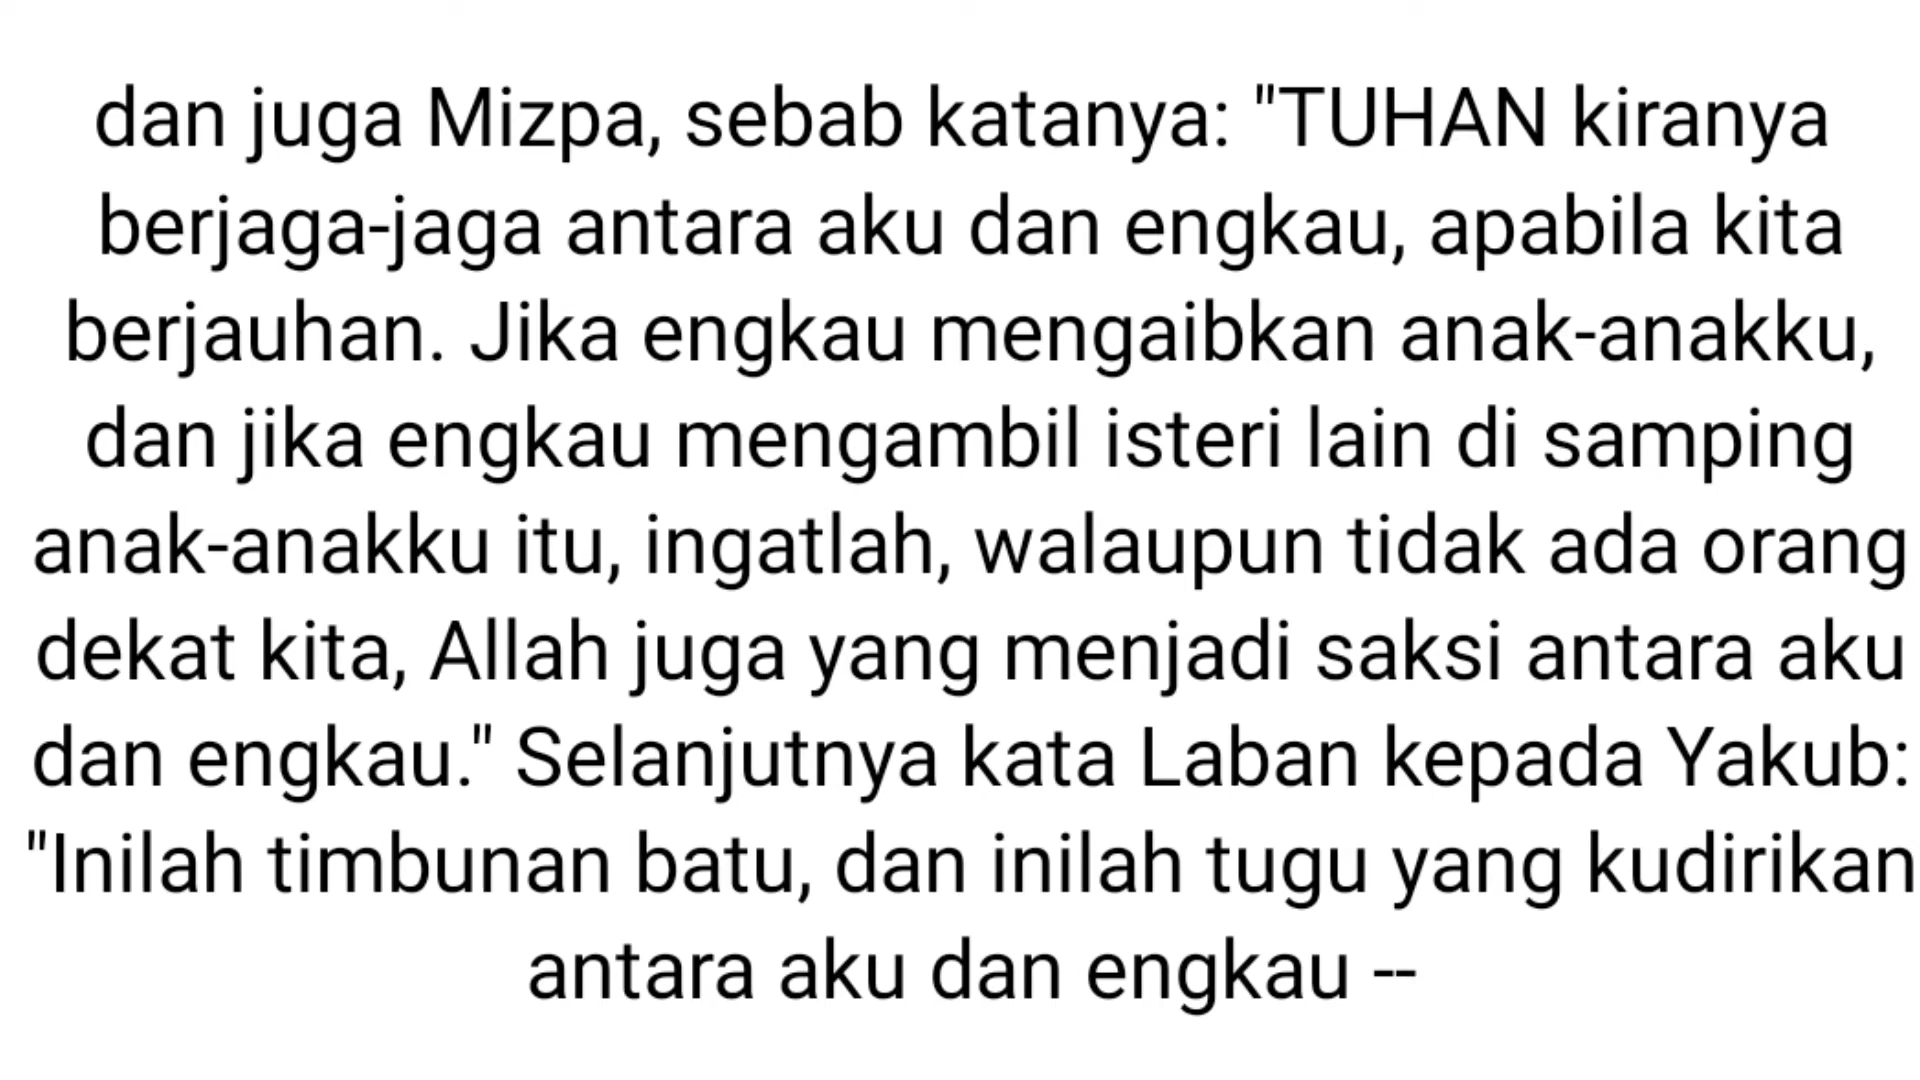 dan juga Mizpa, sebab katanya: "TUHAN kiranya
berjaga-jaga antara aku dan engkau, apabila kita
berjauhan. Jika engkau mengaibkan anak-anakku,
dan jika engkau mengambil isteri lain di samping
anak-anakku itu, ingatlah, walaupun tidak ada orang
dekat kita, Allah juga yang menjadi saksi antara aku
dan engkau." Selanjutnya kata Laban kepada Yakub:
"Inilah timbunan batu, dan inilah tugu yang kudirikan
antara aku dan engkau --